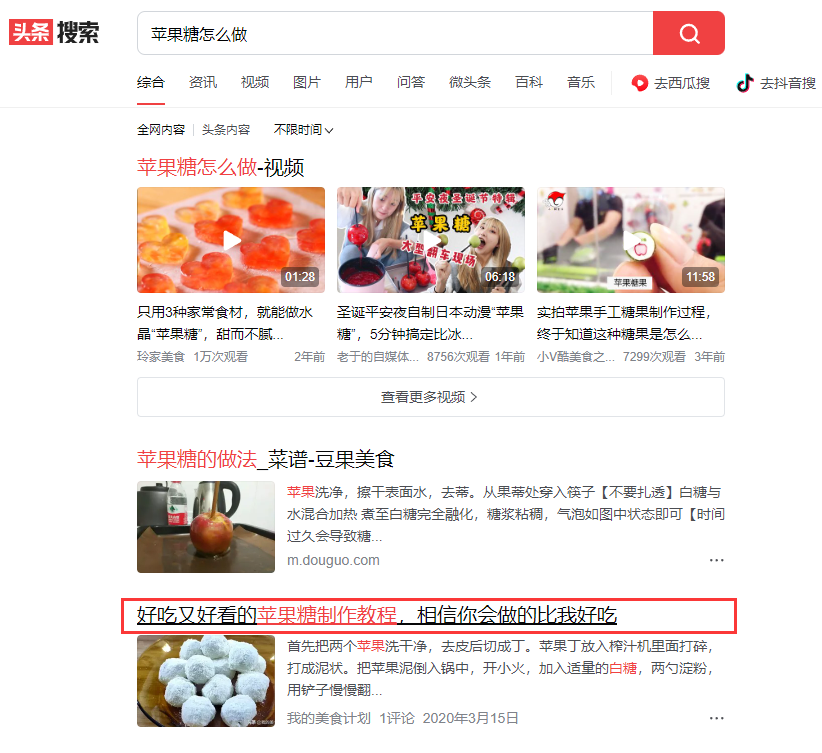 头条搜索
苹果糖怎么做
综合 资讯 视频 图片 用户 问答 微头条 百科 音乐 去西瓜搜 去抖音搜
全网内容 头条内容 不限时间
苹果糖怎么做-视频
平安夜圣诞节特辑
苹果糖
大型翻车现场
苹果糖果
01:28 06:18 11:58
只用3种家常食材，就能做水 圣诞平安夜自制日本动漫“苹果 实拍苹果手工糖果制作过程，
晶“苹果糖”，甜而不腻... 糖”，5分钟搞定比冰... 终于知道这种糖果是怎么...
玲家美食 1万次观看 2年前 老于的自媒体... 8756次观看 1年前 小V酷美食之... 7299次观看 3年前
查看更多视频
苹果糖的做法_菜谱-豆果美食
苹果洗净，擦干表面水，去蒂。从果蒂处穿入筷子【不要扎透】白糖与
水混合加热 煮至白糖完全融化，糖浆粘稠，气泡如图中状态即可【时间
过久会导致糖...
m.douguo.com
好吃又好看的苹果糖制作教程，相信你会做的比我好吃
首先把两个苹果洗干净，去皮后切成丁。苹果丁放入榨汁机里面打碎，
打成泥状。把苹果泥倒入锅中，开小火，加入适量的白糖，两勺淀粉，
用铲子慢慢翻...
我的美食计划 1评论 2020年3月15日